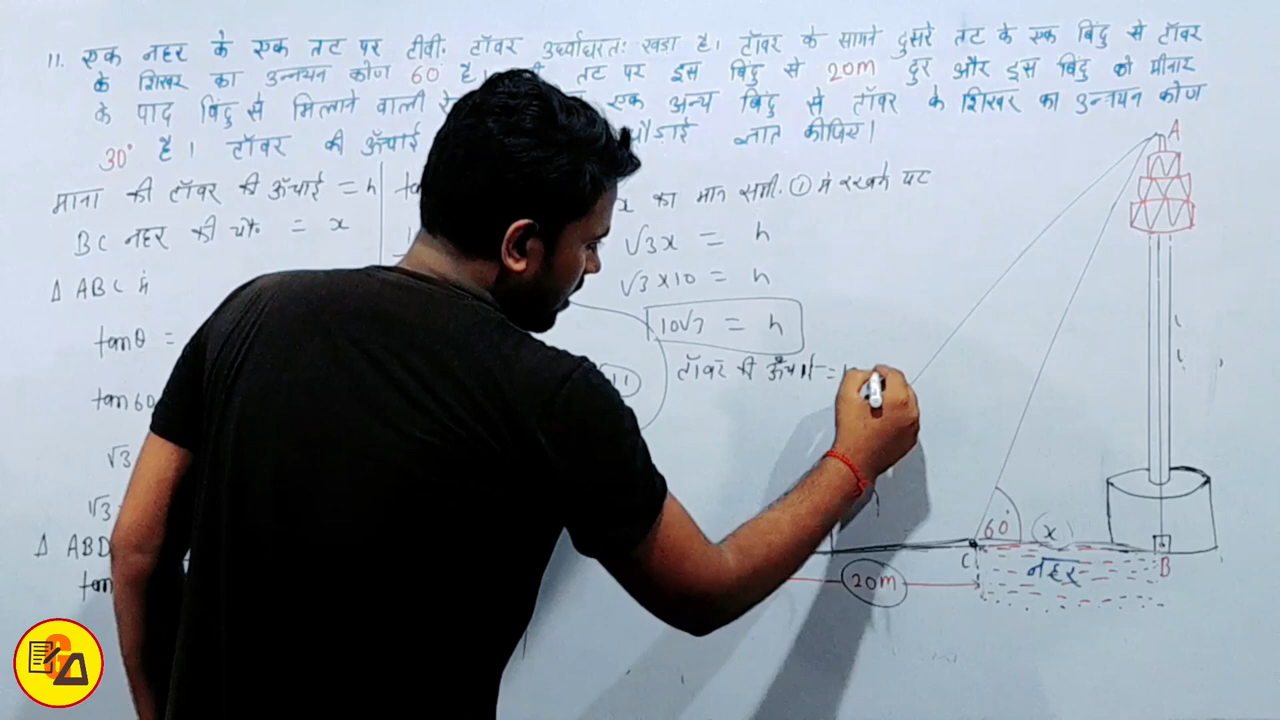 11. एक नहर के एक तट पर टीवी. टॉवर उर्ध्वाधरतः खडा है। टॉवर के सामने दुसरे तट के एक बिंदु से टॉवर
के शिखर का उन्नयन कोण 60° है। तट पर इस बिंदु से 20m दुर और इस बिंदु को मीनार
के पाद बिंदु से मिलाने वाली एक अन्य बिंदु से टॉवर के शिखर का उन्नयन कोण
30° है। टॉवर की ऊँचाई ज्ञात कीजिए।
माना की टॉवर की ऊँचाई = h
BC नहर की चौ. = x
Δ ABC में
tanθ =
tan60
√3
√3
Δ ABD
tan
x का मान समी. ① में रखने पर
√3x = h
√3×10 = h
10√3 = h
टॉवर की ऊँचाई =
11
A
60°
(x)
C
B
नहर
20m